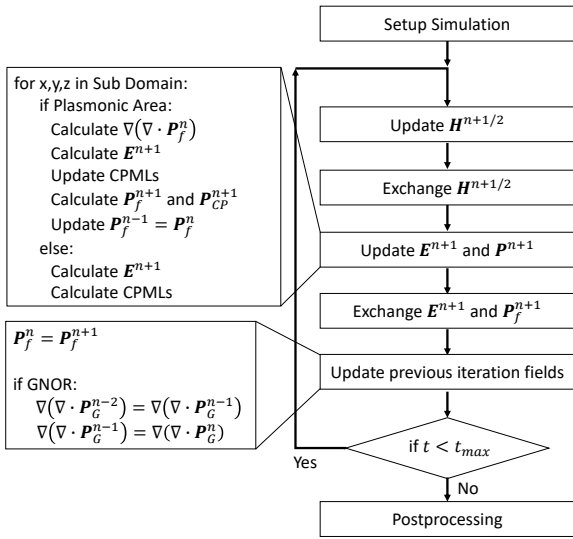 Setup Simulation
for x,y,z in Sub Domain:
if Plasmonic Area:
Calculate ∇(∇ · P_f^n)
Calculate E^{n+1}
Update CPMLs
Calculate P_f^{n+1} and P_{CP}^{n+1}
Update P_f^{n−1} = P_f^n
else:
Calculate E^{n+1}
Calculate CPMLs
Update H^{n+1/2}
Exchange H^{n+1/2}
Update E^{n+1} and P^{n+1}
Exchange E^{n+1} and P_f^{n+1}
P_f^n = P_f^{n+1}
if GNOR:
∇(∇ · P_G^{n−2}) = ∇(∇ · P_G^{n−1})
∇(∇ · P_G^{n−1}) = ∇(∇ · P_G^n)
Update previous iteration fields
if t < t_{max}
Yes
No
Postprocessing